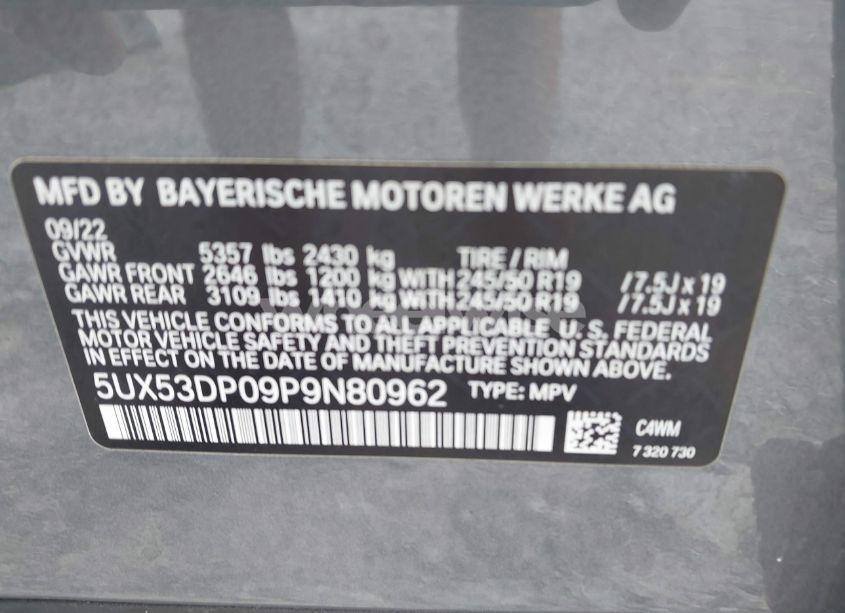 MFD BY BAYERISCHE MOTOREN WERKE AG
09/22
GVWR 5357 lbs 2430 kg TIRE / RIM
GAWR FRONT 2646 lbs 1200 kg WITH 245/50 R19 / 7.5J x 19
GAWR REAR 3109 lbs 1410 kg WITH 245/50 R19 / 7.5J x 19
THIS VEHICLE CONFORMS TO ALL APPLICABLE U. S. FEDERAL
MOTOR VEHICLE SAFETY AND THEFT PREVENTION STANDARDS
IN EFFECT ON THE DATE OF MANUFACTURE SHOWN ABOVE.
5UX53DP09P9N80962 TYPE: MPV
C4WM
7 320 730